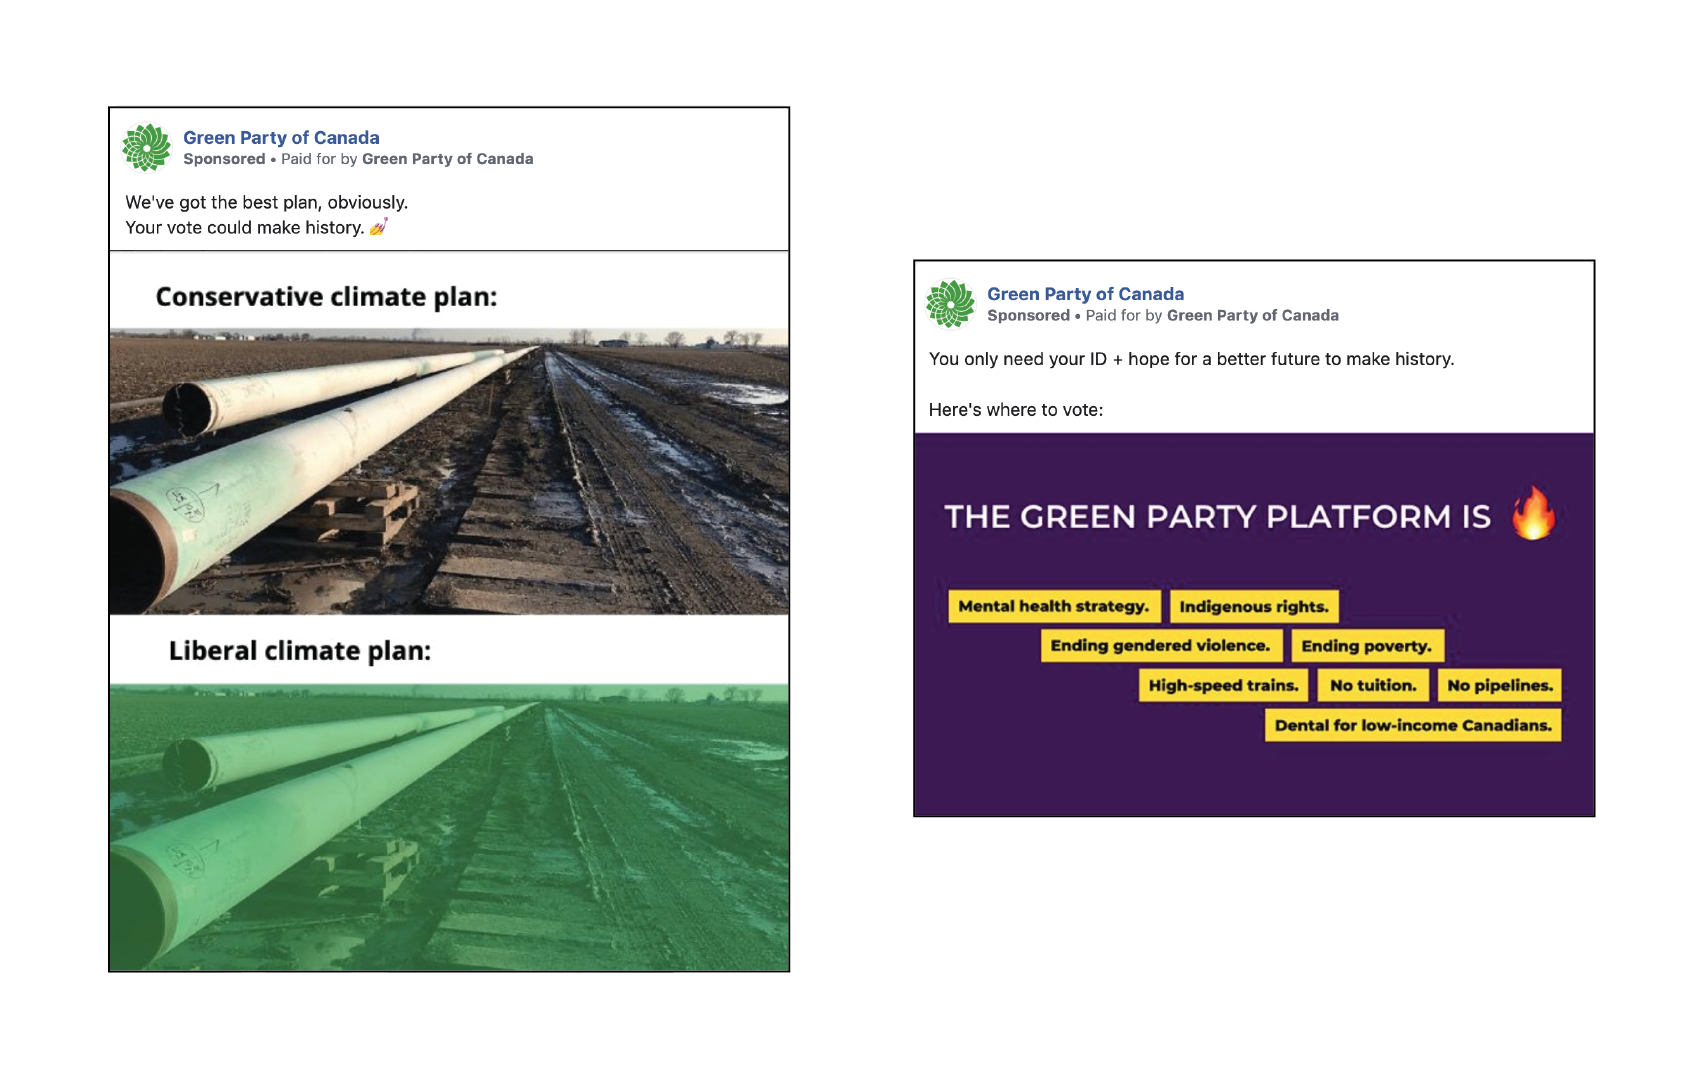 Green Party of Canada
Sponsored • Paid for by Green Party of Canada
We've got the best plan, obviously.
Your vote could make history. 💅
Conservative climate plan:
Liberal climate plan:
Green Party of Canada
Sponsored • Paid for by Green Party of Canada
You only need your ID + hope for a better future to make history.
Here's where to vote:
THE GREEN PARTY PLATFORM IS 🔥
Mental health strategy. Indigenous rights.
Ending gendered violence. Ending poverty.
High-speed trains. No tuition. No pipelines.
Dental for low-income Canadians.